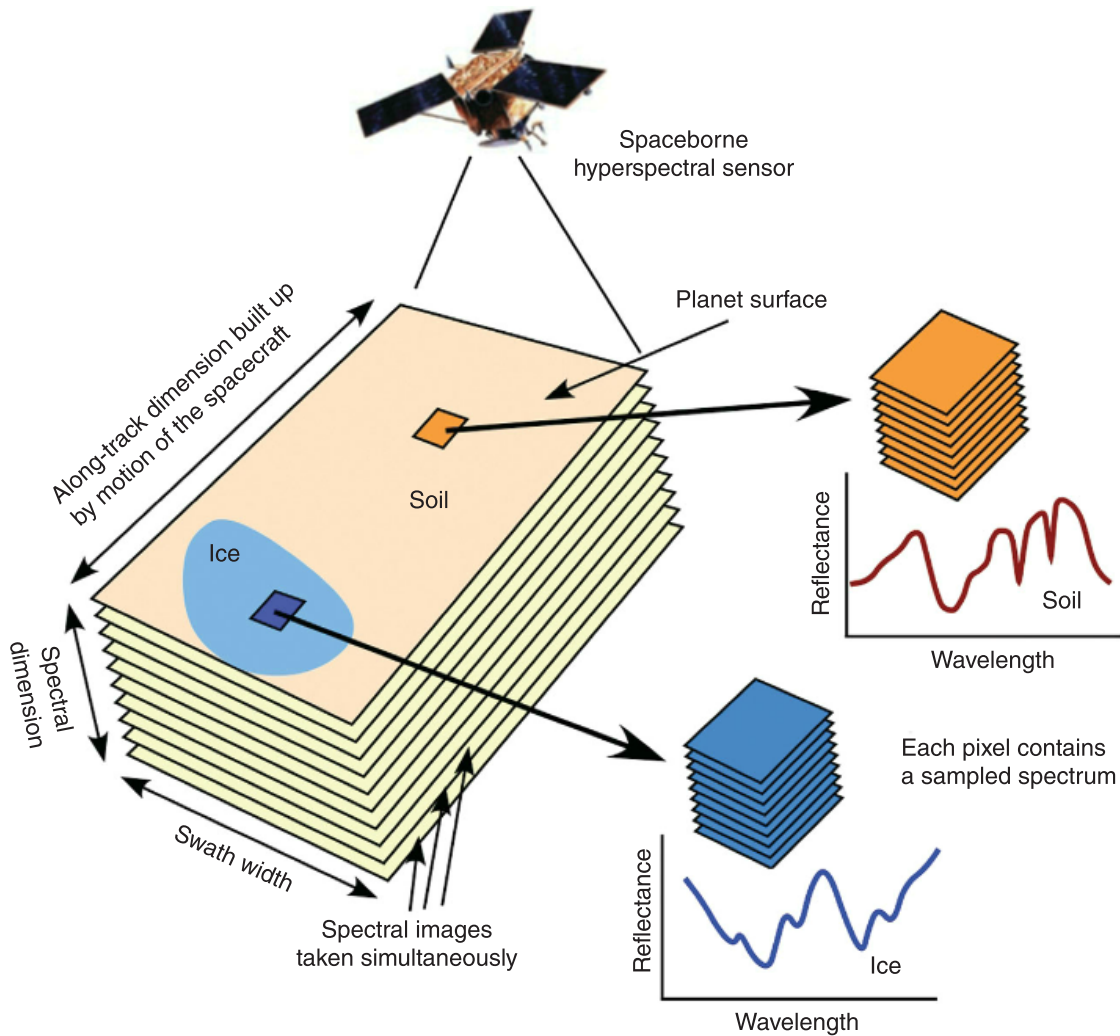 Spaceborne
hyperspectral sensor
Planet surface
Along-track dimension built up
by motion of the spacecraft
Soil
Ice
Reflectance
Soil
Wavelength
Spectral
dimension
Each pixel contains
a sampled spectrum
Swath width
Spectral images
taken simultaneously
Reflectance
Ice
Wavelength